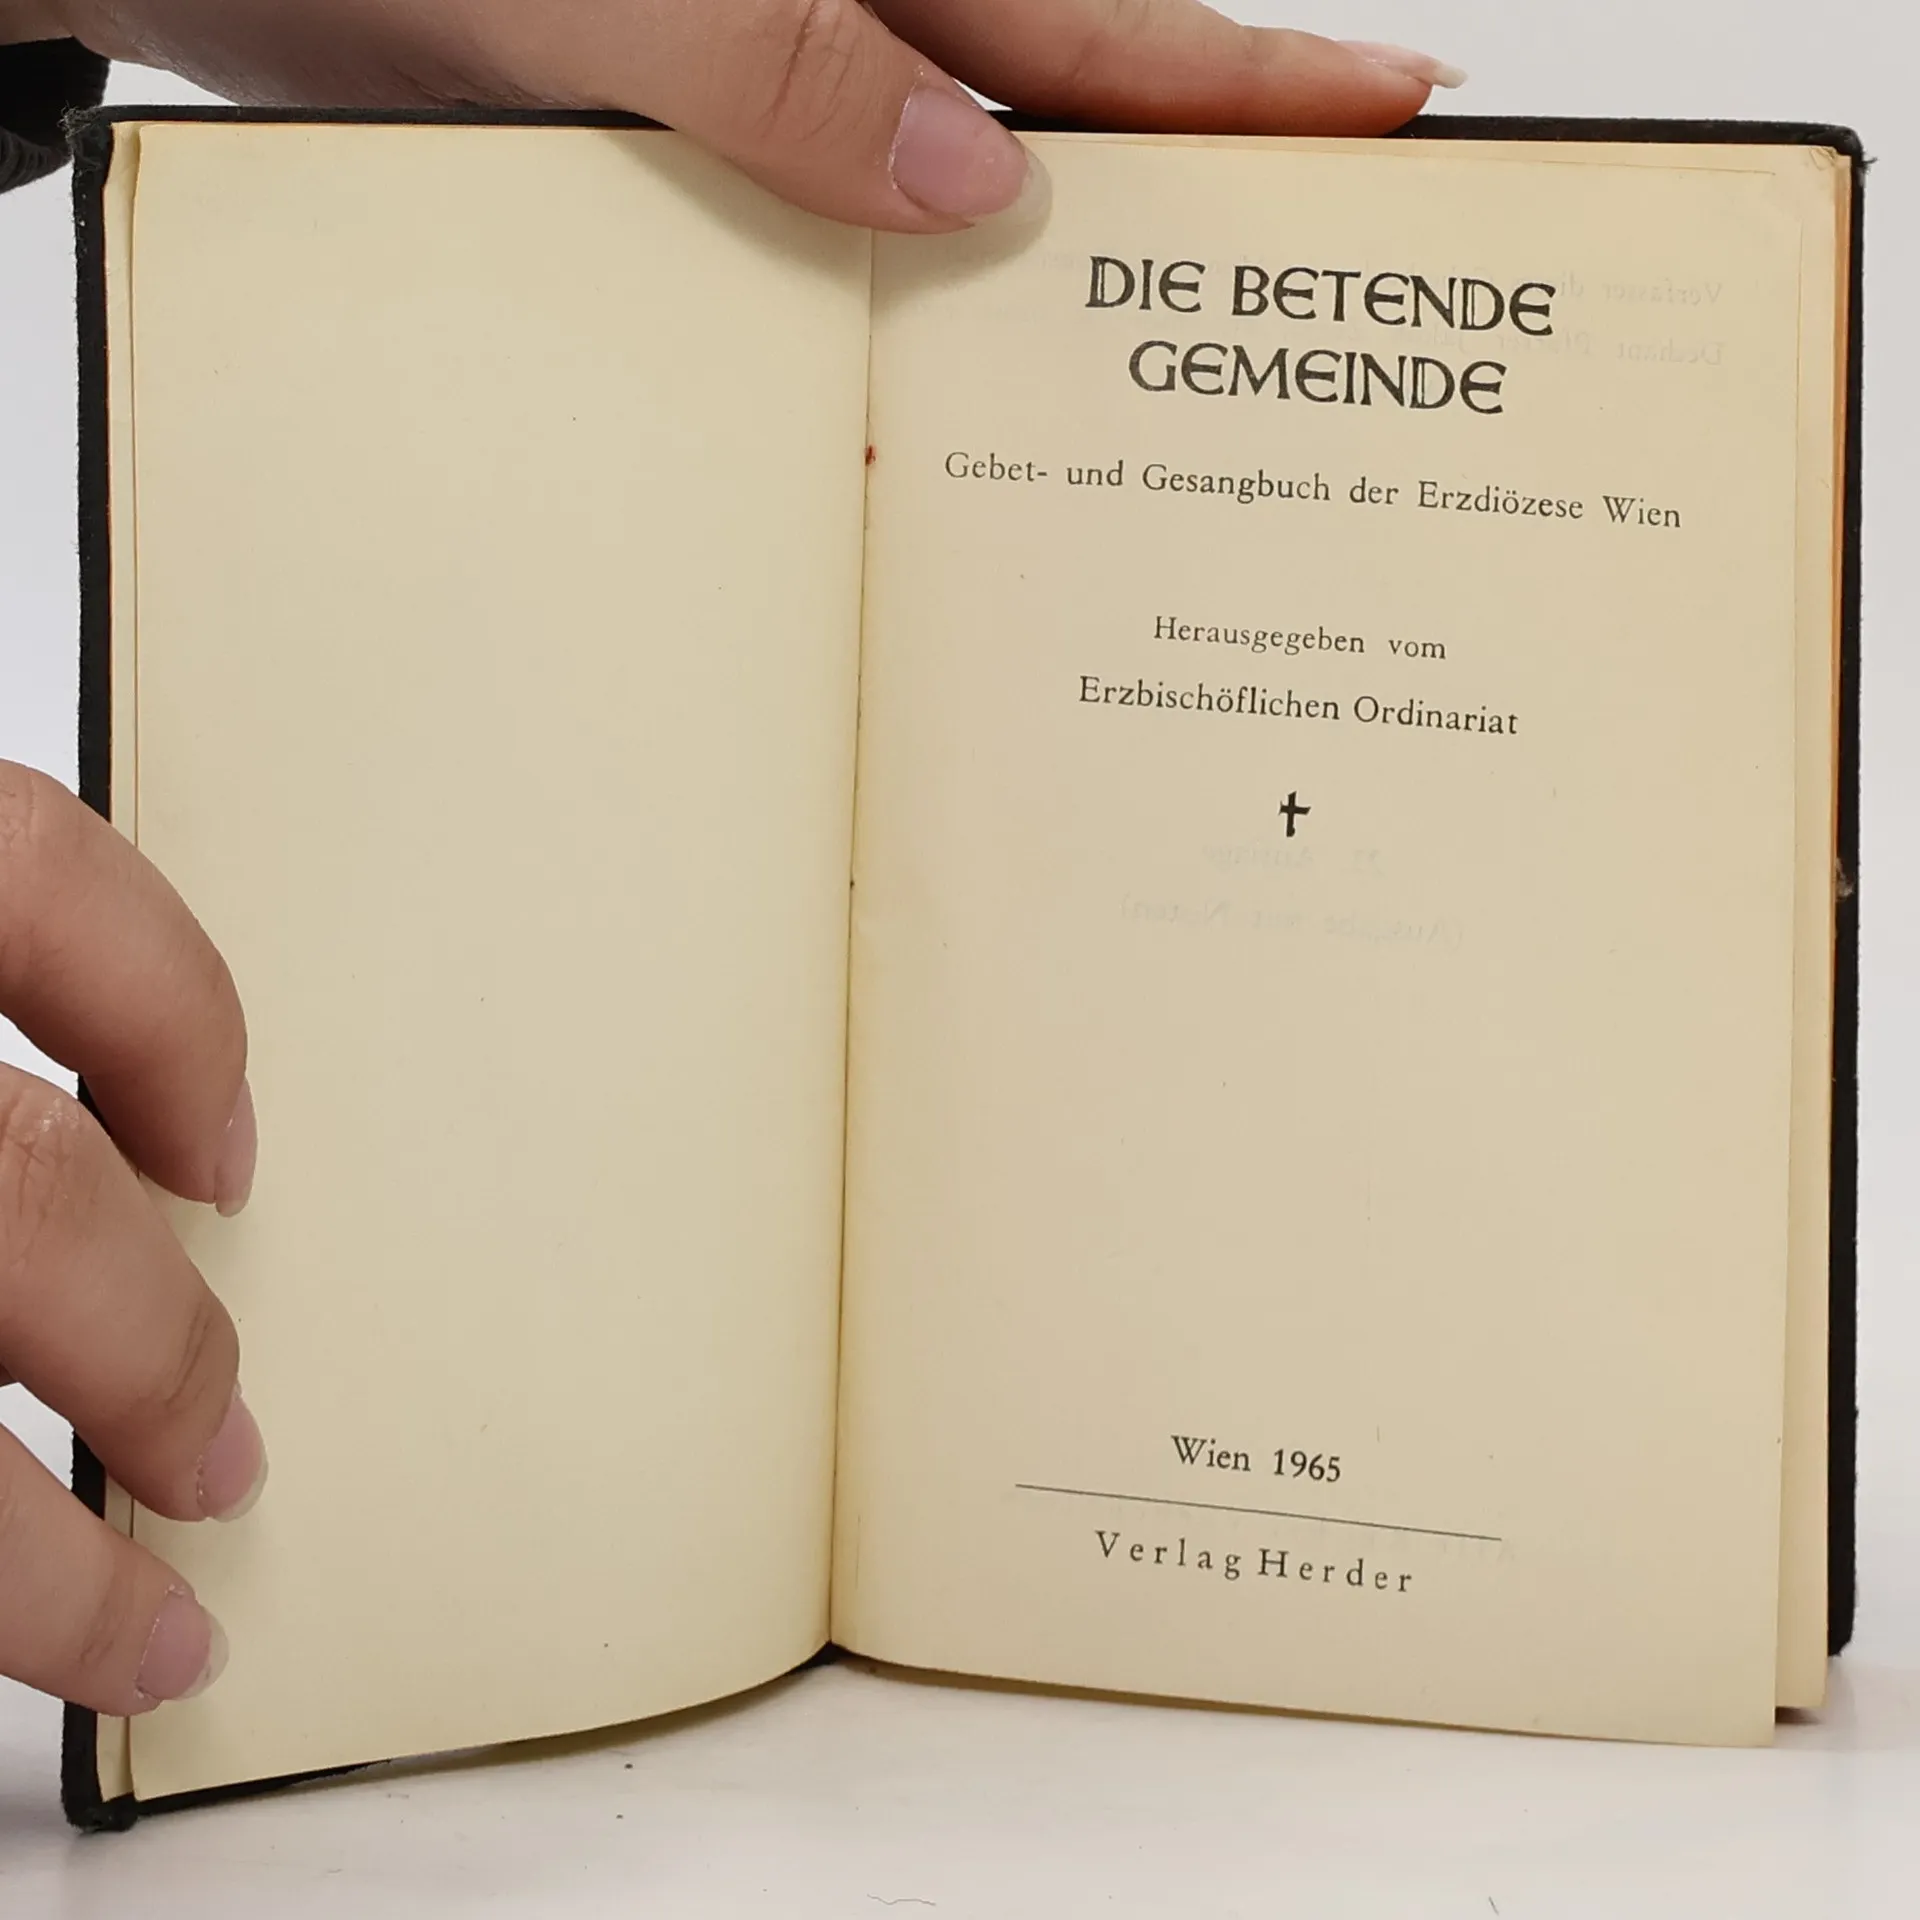 DIE BETENDE
GEMEINDE
Gebet- und Gesangbuch der Erzdiözese Wien
Herausgegeben vom
Erzbischöflichen Ordinariat
Wien 1965
Verlag Herder